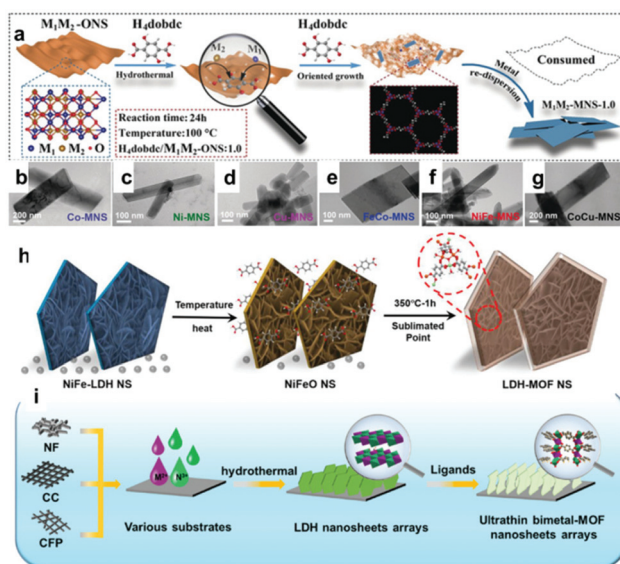 a
M₁M₂-ONS
H₄dobdc
Hydrothermal
M₂
M₁
H₄dobdc
Oriented growth
Consumed
Metal
re-dispersion
M₁M₂-MNS-1.0
Reaction time: 24h
Temperature: 100 °C
H₄dobdc/M₁M₂-ONS:1.0
M₁ M₂ O
b
200 nm
Co-MNS
c
100 nm
Ni-MNS
d
100 nm
e
100 nm
FeCo-MNS
f
100 nm
NiFe-MNS
g
200 nm
CoCu-MNS
h
Temperature
heat
350°C-1h
Sublimated
Point
NiFe-LDH NS
NiFeO NS
LDH-MOF NS
i
NF
CC
CFP
M²⁺ N³⁺
Various substrates
hydrothermal
LDH nanosheets arrays
Ligands
Ultrathin bimetal-MOF
nanosheets arrays